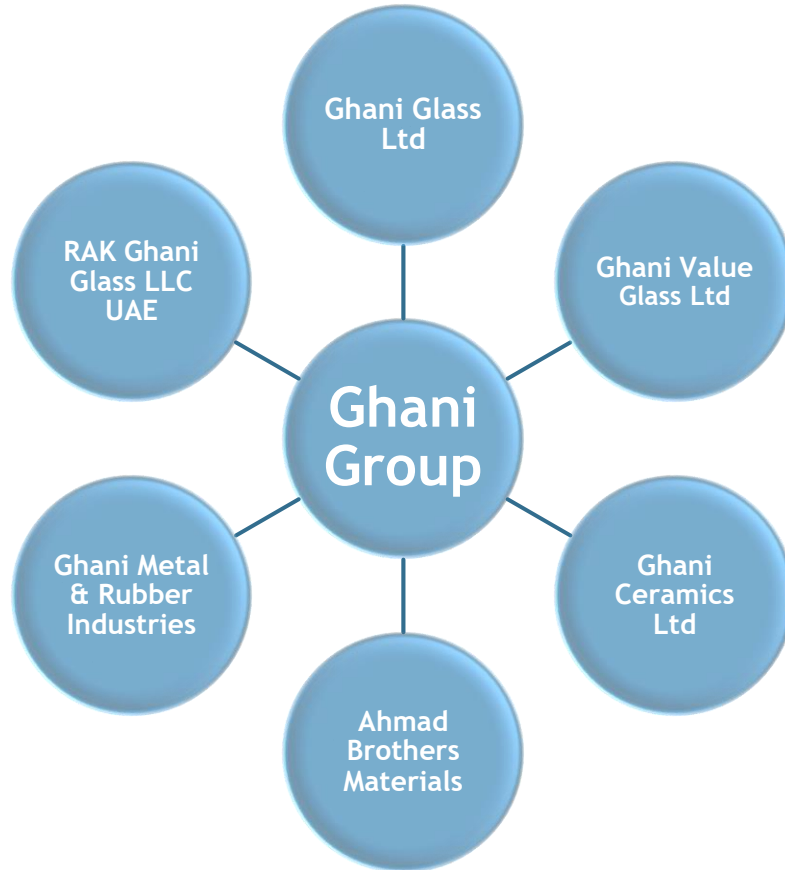 Ghani Glass
Ltd
RAK Ghani
Glass LLC
UAE
Ghani Value
Glass Ltd
Ghani
Group
Ghani Metal
& Rubber
Industries
Ghani
Ceramics
Ltd
Ahmad
Brothers
Materials